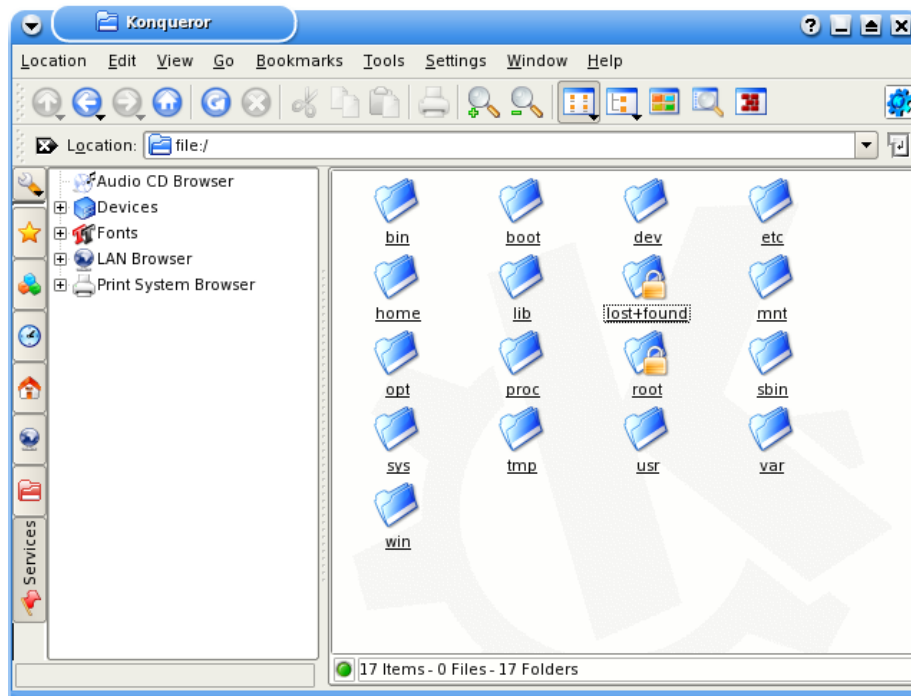 Konqueror
Location Edit View Go Bookmarks Tools Settings Window Help
Location: file:/
Audio CD Browser
Devices
Fonts
LAN Browser
Print System Browser
Services
bin boot dev etc
home lib lost+found mnt
opt proc root sbin
sys tmp usr var
win
17 Items - 0 Files - 17 Folders